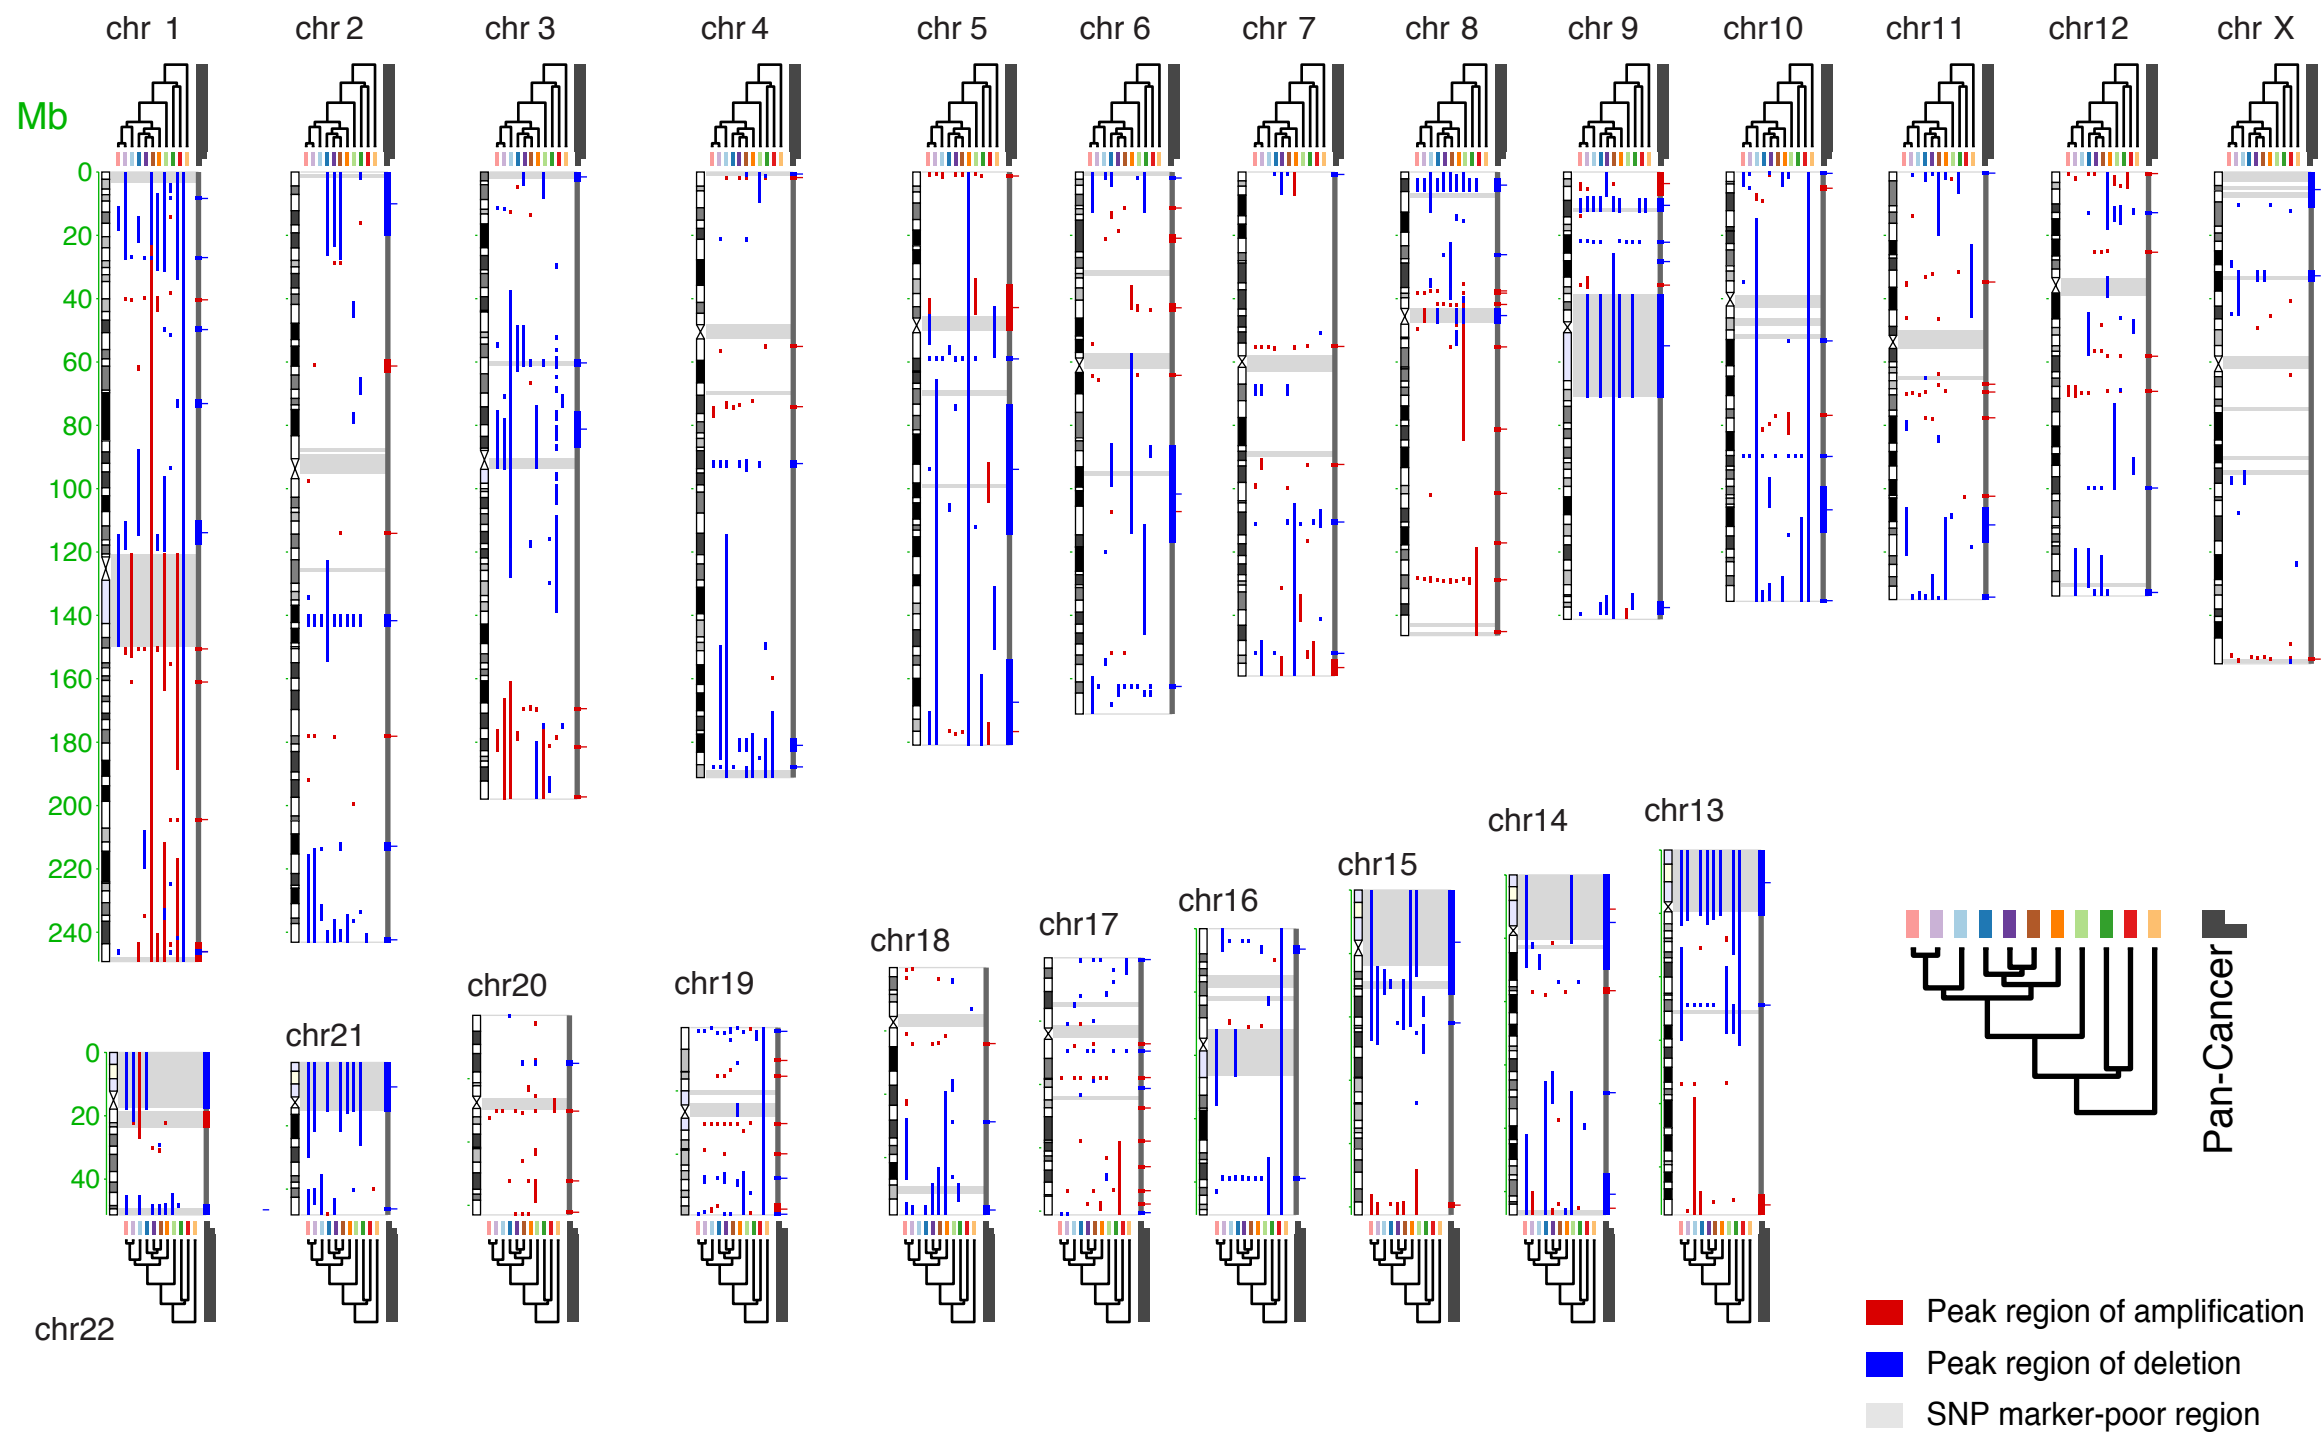 chr 1
chr 2
chr 3
chr 4
chr 5
chr 6
chr 7
chr 8
chr 9
chr10
chr11
chr12
chr X
Mb
0
20
40
60
80
100
120
140
160
180
200
220
240
chr13
chr14
chr15
chr16
chr17
chr18
chr19
chr20
chr21
0
20
40
chr22
Pan-Cancer
Peak region of amplification
Peak region of deletion
SNP marker-poor region